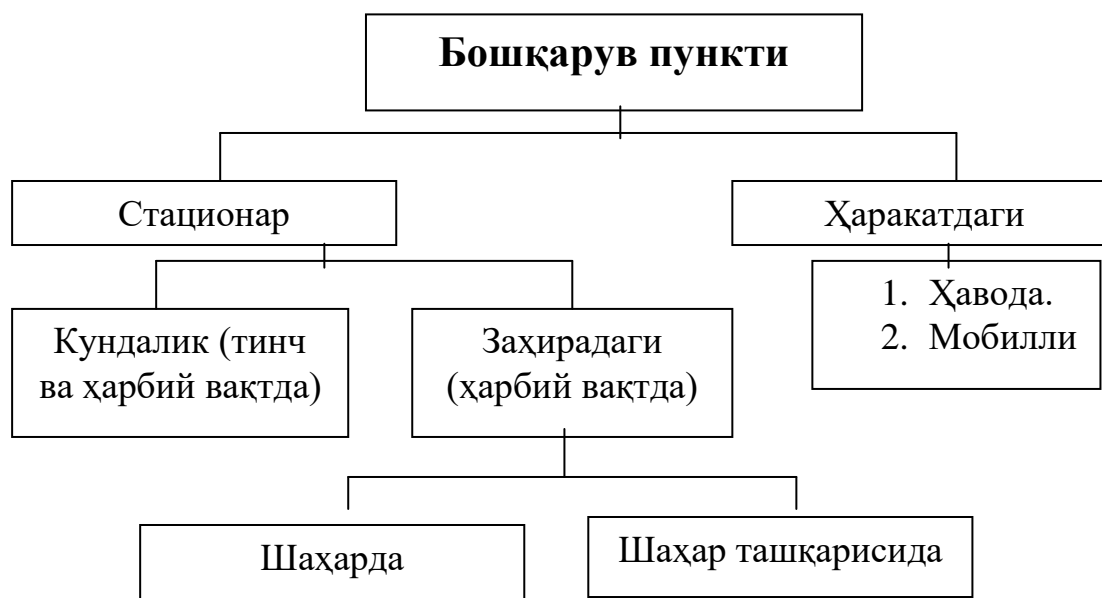 Бошқарув пункти
Стационар
Ҳаракатдаги
Кундалик (тинч
ва ҳарбий вақтда)
Заҳирадаги
(ҳарбий вақтда)
1. Ҳавода.
2. Мобилли
Шаҳарда
Шаҳар ташқарисида